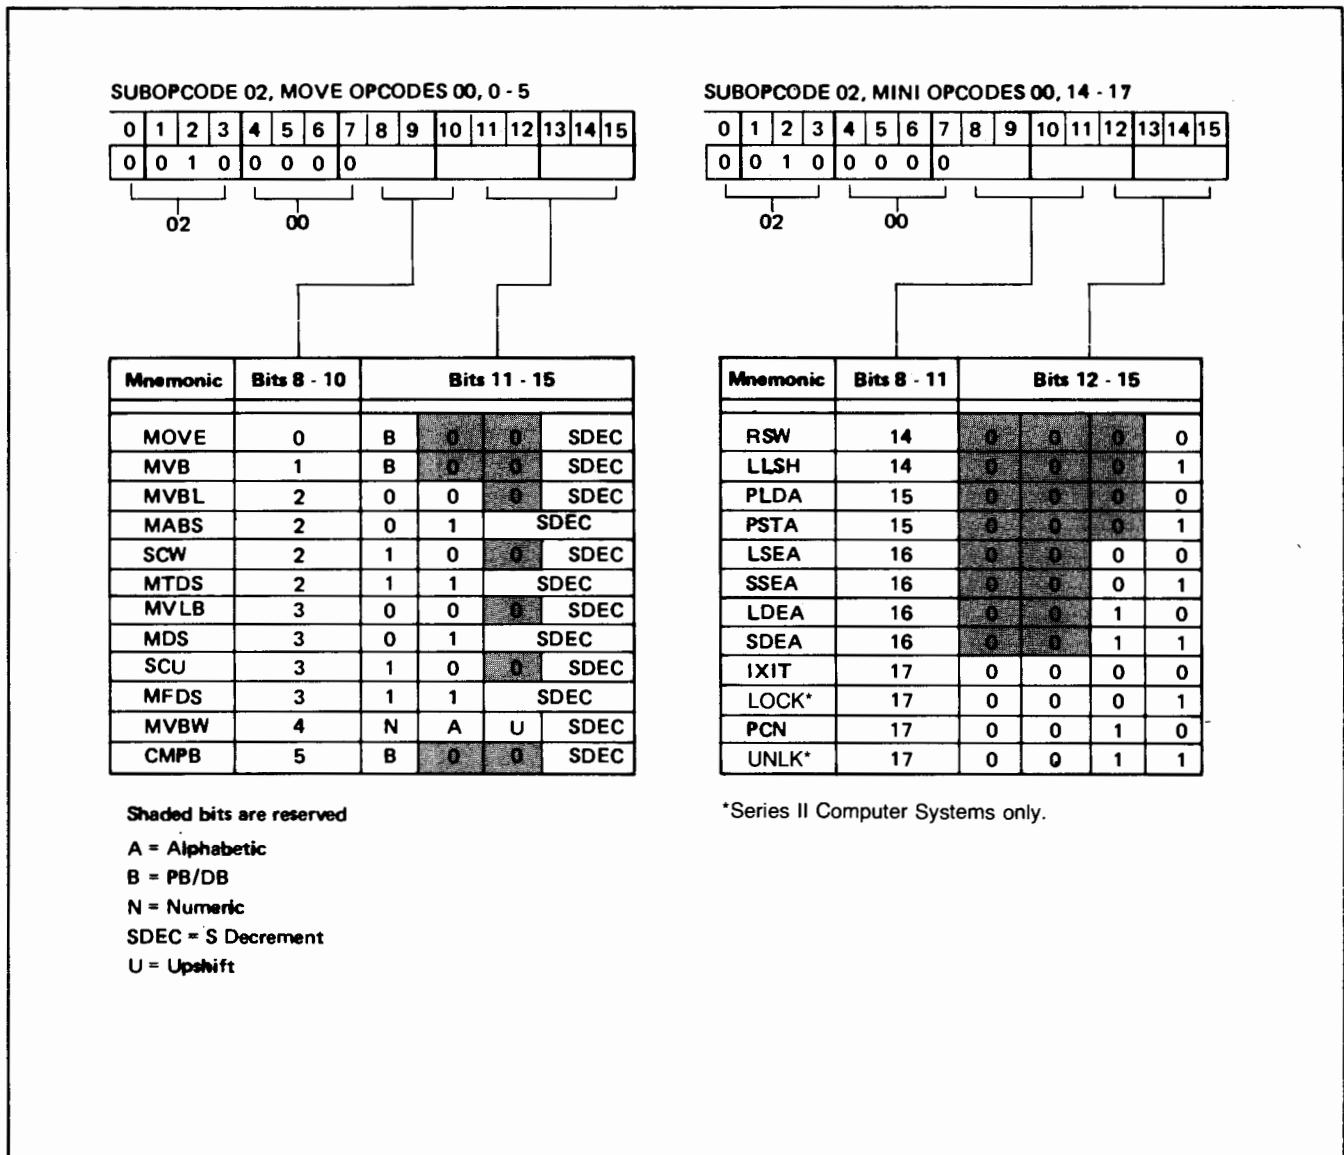 SUBOPCODE 02, MOVE OPCODES 00, 0 - 5
0 1 2 3 4 5 6 7 8 9 10 11 12 13 14 15
0 0 1 0 0 0 0 0
02 00
Mnemonic Bits 8 - 10 Bits 11 - 15
MOVE 0 B 0 0 SDEC
MVB 1 B 0 0 SDEC
MVBL 2 0 0 0 SDEC
MABS 2 0 1 SDEC
SCW 2 1 0 0 SDEC
MTDS 2 1 1 SDEC
MVLB 3 0 0 0 SDEC
MDS 3 0 1 SDEC
SCU 3 1 0 0 SDEC
MFDS 3 1 1 SDEC
MVBW 4 N A U SDEC
CMPB 5 B 0 0 SDEC
Shaded bits are reserved
A = Alphabetic
B = PB/DB
N = Numeric
SDEC = S Decrement
U = Upshift
SUBOPCODE 02, MINI OPCODES 00, 14 - 17
0 1 2 3 4 5 6 7 8 9 10 11 12 13 14 15
0 0 1 0 0 0 0 0
02 00
Mnemonic Bits 8 - 11 Bits 12 - 15
RSW 14 0 0 0 0
LLSH 14 0 0 0 1
PLDA 15 0 0 0 0
PSTA 15 0 0 0 1
LSEA 16 0 0 0 0
SSEA 16 0 0 0 1
LDEA 16 0 0 1 0
SDEA 16 0 0 1 1
IXIT 17 0 0 0 0
LOCK* 17 0 0 0 1
PCN 17 0 0 1 0
UNLK* 17 0 0 1 1
*Series II Computer Systems only.